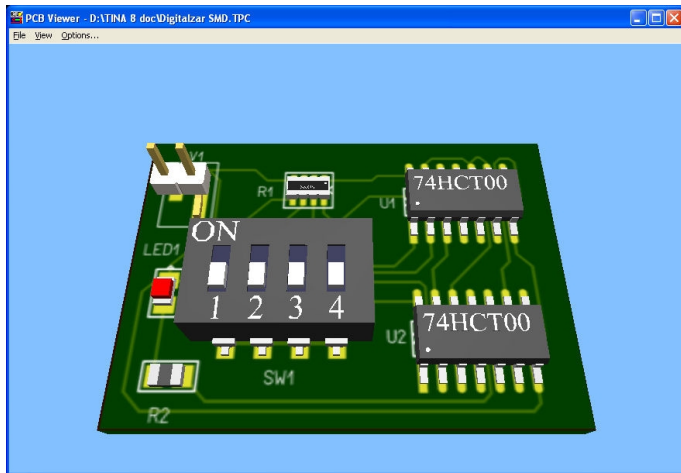 PCB Viewer - D:\TINA 8 doc\Digitalzar SMD.TPC
File View Options...
V1
R1
74HCT00
U1
ON
LED1
1 2 3 4
74HCT00
U2
SW1
R2